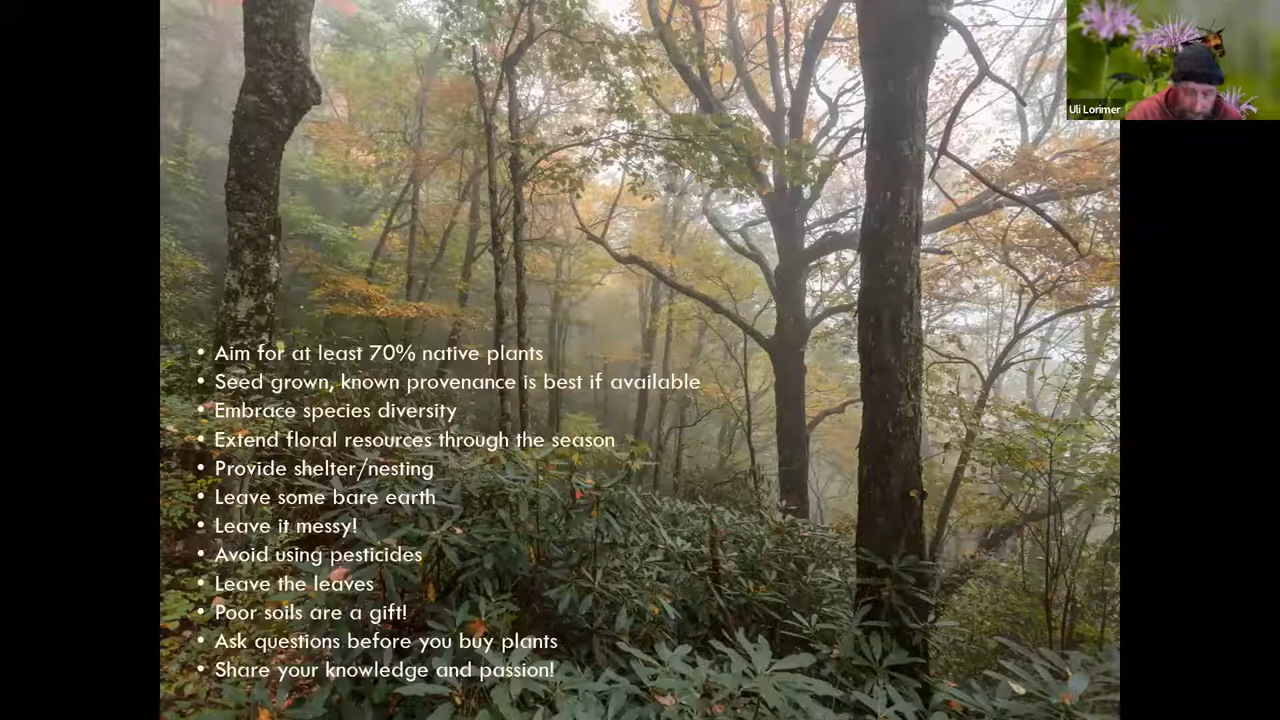 Uli Lorimer
• Aim for at least 70% native plants
• Seed grown, known provenance is best if available
• Embrace species diversity
• Extend floral resources through the season
• Provide shelter/nesting
• Leave some bare earth
• Leave it messy!
• Avoid using pesticides
• Leave the leaves
• Poor soils are a gift!
• Ask questions before you buy plants
• Share your knowledge and passion!